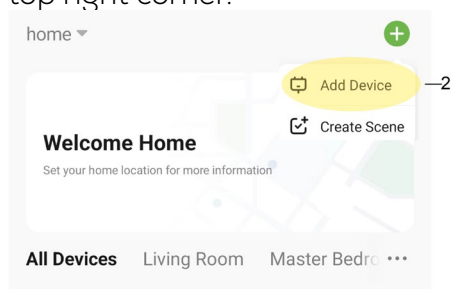 top right corner.
home
Add Device
2
Create Scene
Welcome Home
Set your home location for more information
All Devices Living Room Master Bedro ...